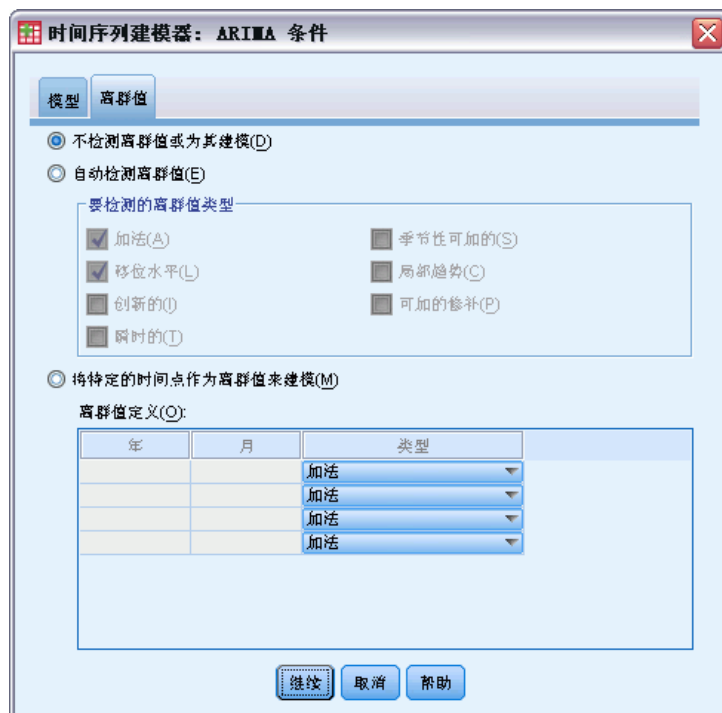 时间序列建模器: ARIMA 条件
模型 离群值
不检测离群值或为其建模(D)
自动检测离群值(E)
要检测的离群值类型
加法(A) 季节性可加的(S)
移位水平(L) 局部趋势(C)
创新的(I) 可加的修补(P)
瞬时的(T)
将特定的时间点作为离群值来建模(M)
离群值定义(O):
年 月 类型
加法
加法
加法
加法
继续 取消 帮助